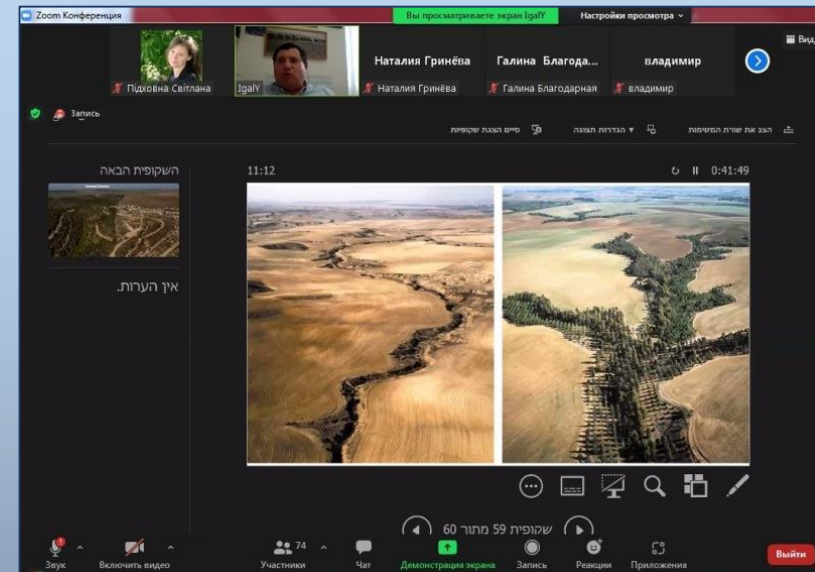 Zoom Конференция
Вы просматриваете экран IgalY
Настройки просмотра
Вид
Наталия Гринёва
Галина Благода...
владимир
Підховна Світлана
IgalY
Наталия Гринёва
Галина Благодарная
владимир
Запись
הצג את שורת המשימות
הגדרות תצוגה ▾
סיים הצגת שקופיות
השקופית הבאה
11:12
0:41:49
אין הערות.
שקופית 59 מתוך 60
Звук
Включить видео
74
Участники
Чат
Демонстрация экрана
Запись
Реакции
Приложения
Выйти